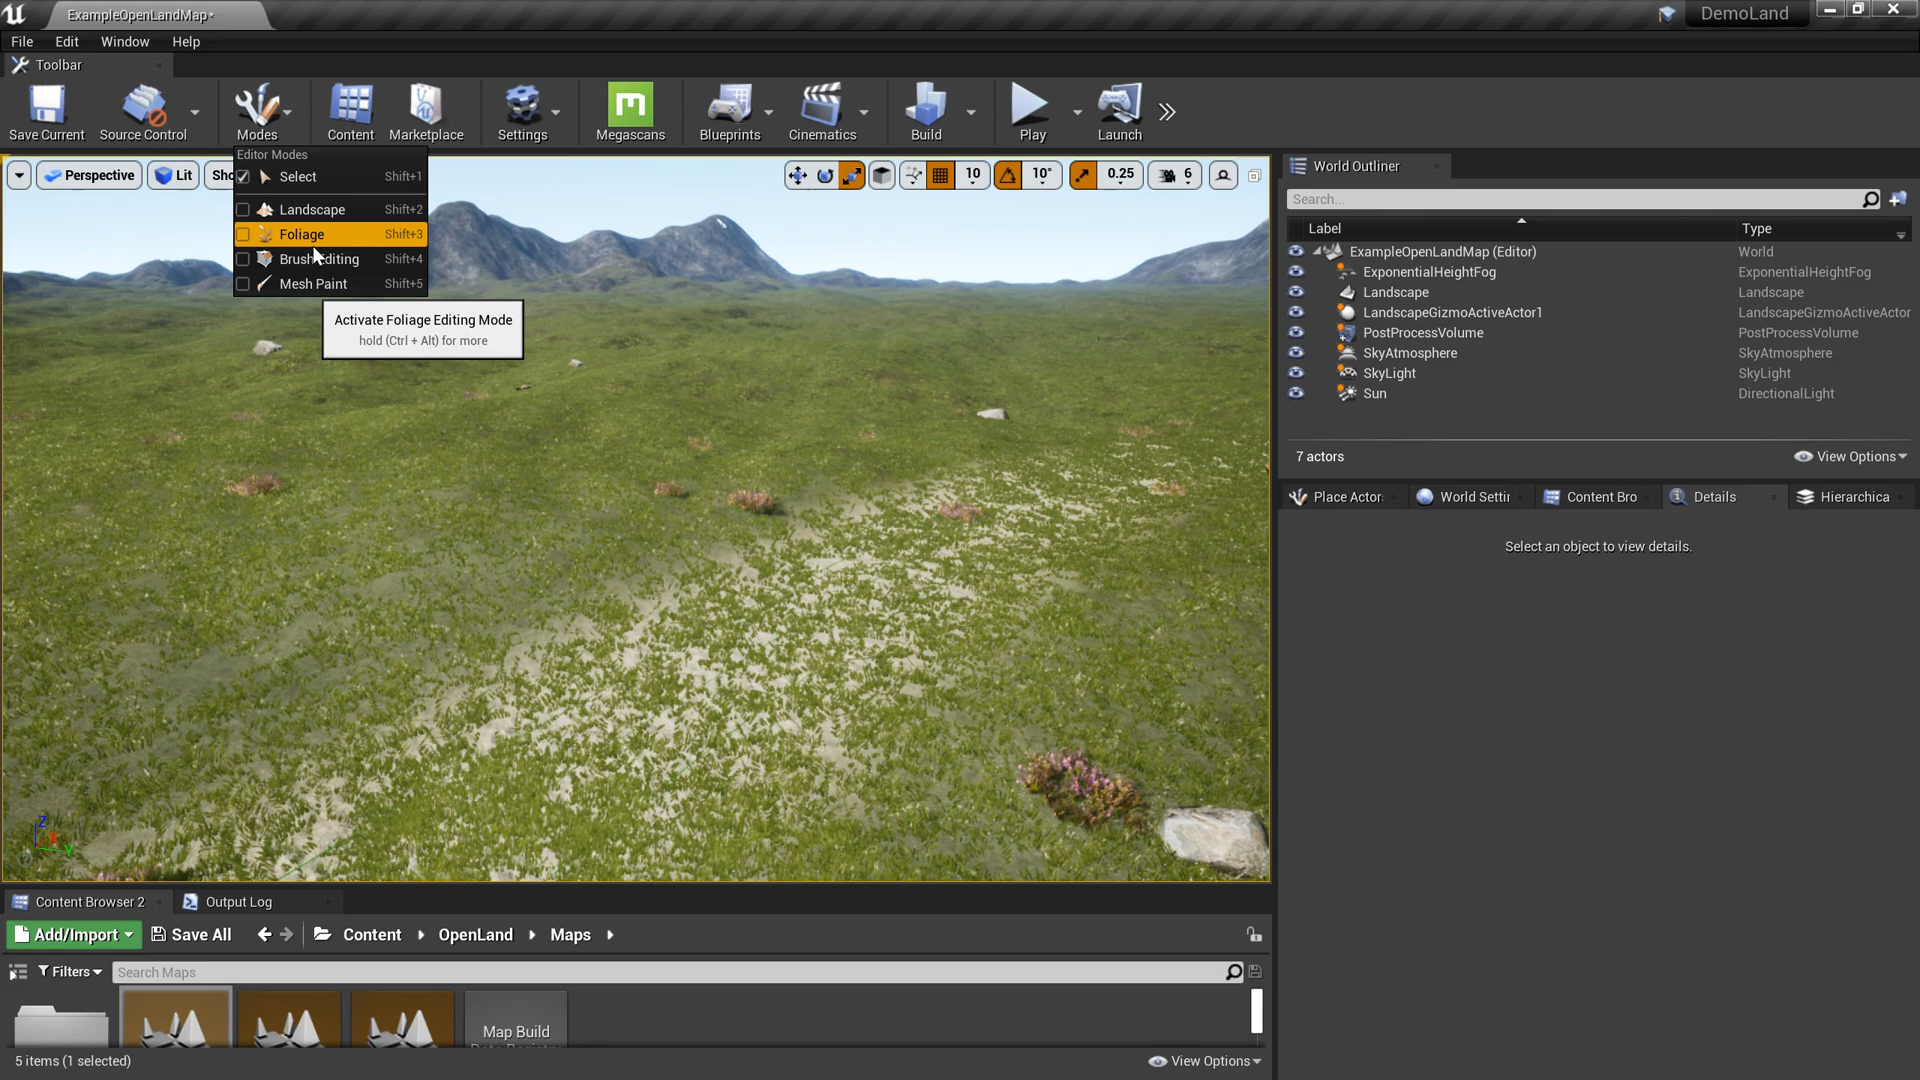 ExampleOpenLandMap*
DemoLand
File Edit Window Help
Toolbar
Save Current Source Control Modes Content Marketplace Settings Megascans Blueprints Cinematics Build Play Launch
Editor Modes
Select Shift+1
Landscape Shift+2
Foliage Shift+3
Brush Editing Shift+4
Mesh Paint Shift+5
Activate Foliage Editing Mode
hold (Ctrl + Alt) for more
Perspective Lit Sho
10 10° 0.25 6
World Outliner
Search...
Label Type
ExampleOpenLandMap (Editor) World
ExponentialHeightFog ExponentialHeightFog
Landscape Landscape
LandscapeGizmoActiveActor1 LandscapeGizmoActiveActor
PostProcessVolume PostProcessVolume
SkyAtmosphere SkyAtmosphere
SkyLight SkyLight
Sun DirectionalLight
7 actors View Options
Place Actor World Settin Content Bro Details Hierarchica
Select an object to view details.
Z X Y
Content Browser 2 Output Log
Add/Import Save All Content OpenLand Maps
Filters Search Maps
Map Build
5 items (1 selected) View Options